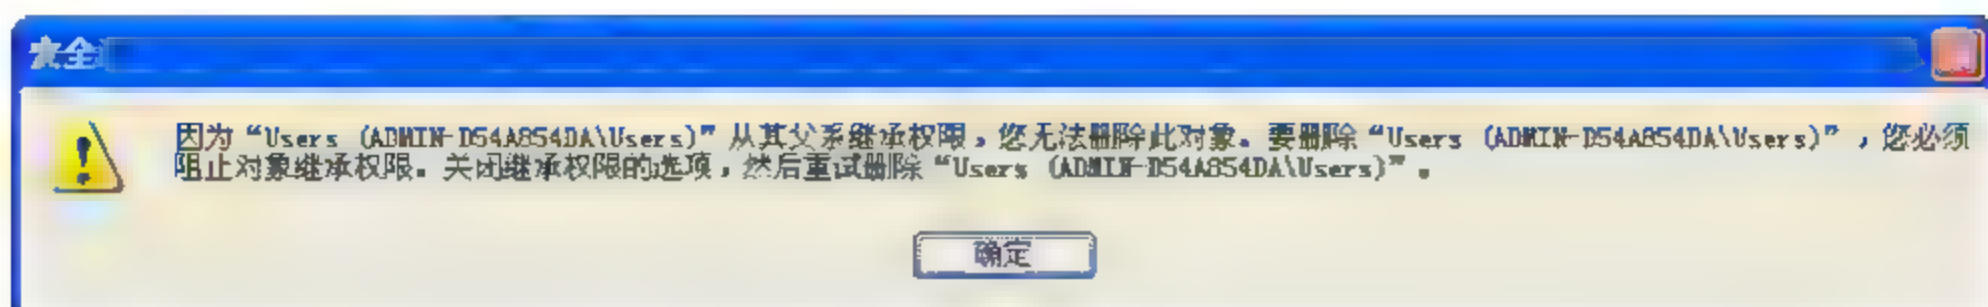 安全
因为“Users (ADMIN-D54A854DA\Users)”从其父系继承权限，您无法删除此对象。要删除“Users (ADMIN-D54A854DA\Users)”，您必须
阻止对象继承权限。关闭继承权限的选项，然后重试删除“Users (ADMIN-D54A854DA\Users)”。
确定